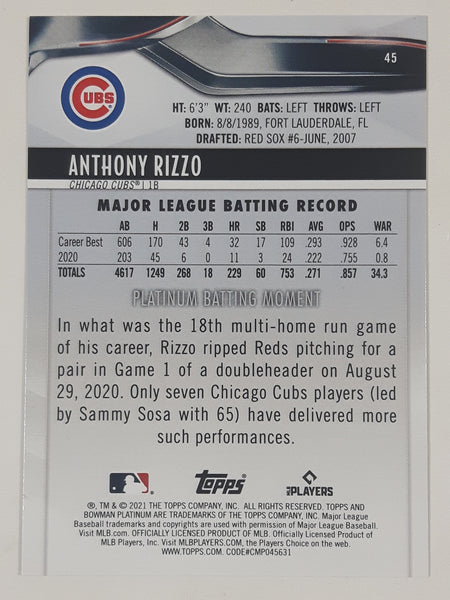 45
CUBS
HT: 6'3" WT: 240 BATS: LEFT THROWS: LEFT
BORN: 8/8/1989, FORT LAUDERDALE, FL
DRAFTED: RED SOX #6-JUNE, 2007
ANTHONY RIZZO
CHICAGO CUBS® | 1B
MAJOR LEAGUE BATTING RECORD
AB H 2B 3B HR SB RBI AVG OPS WAR
Career Best 606 170 43 4 32 17 109 .293 .928 6.4
2020 203 45 6 0 11 3 24 .222 .755 0.8
TOTALS 4617 1249 268 18 229 60 753 .271 .857 34.3
PLATINUM BATTING MOMENT
In what was the 18th multi-home run game
of his career, Rizzo ripped Reds pitching for a
pair in Game 1 of a doubleheader on August
29, 2020. Only seven Chicago Cubs players (led
by Sammy Sosa with 65) have delivered more
such performances.
Topps
PLAYERS
®, TM & © 2021 THE TOPPS COMPANY, INC. ALL RIGHTS RESERVED. TOPPS AND
BOWMAN PLATINUM ARE TRADEMARKS OF THE TOPPS COMPANY, INC. Major League
Baseball trademarks and copyrights are used with permission of Major League Baseball.
Visit MLB.com. OFFICIALLY LICENSED PRODUCT OF MLB. Officially Licensed Product of
MLB Players, Inc. Visit MLBPLAYERS.com, the Players Choice on the web.
WWW.TOPPS.COM. CODE#CMP045631